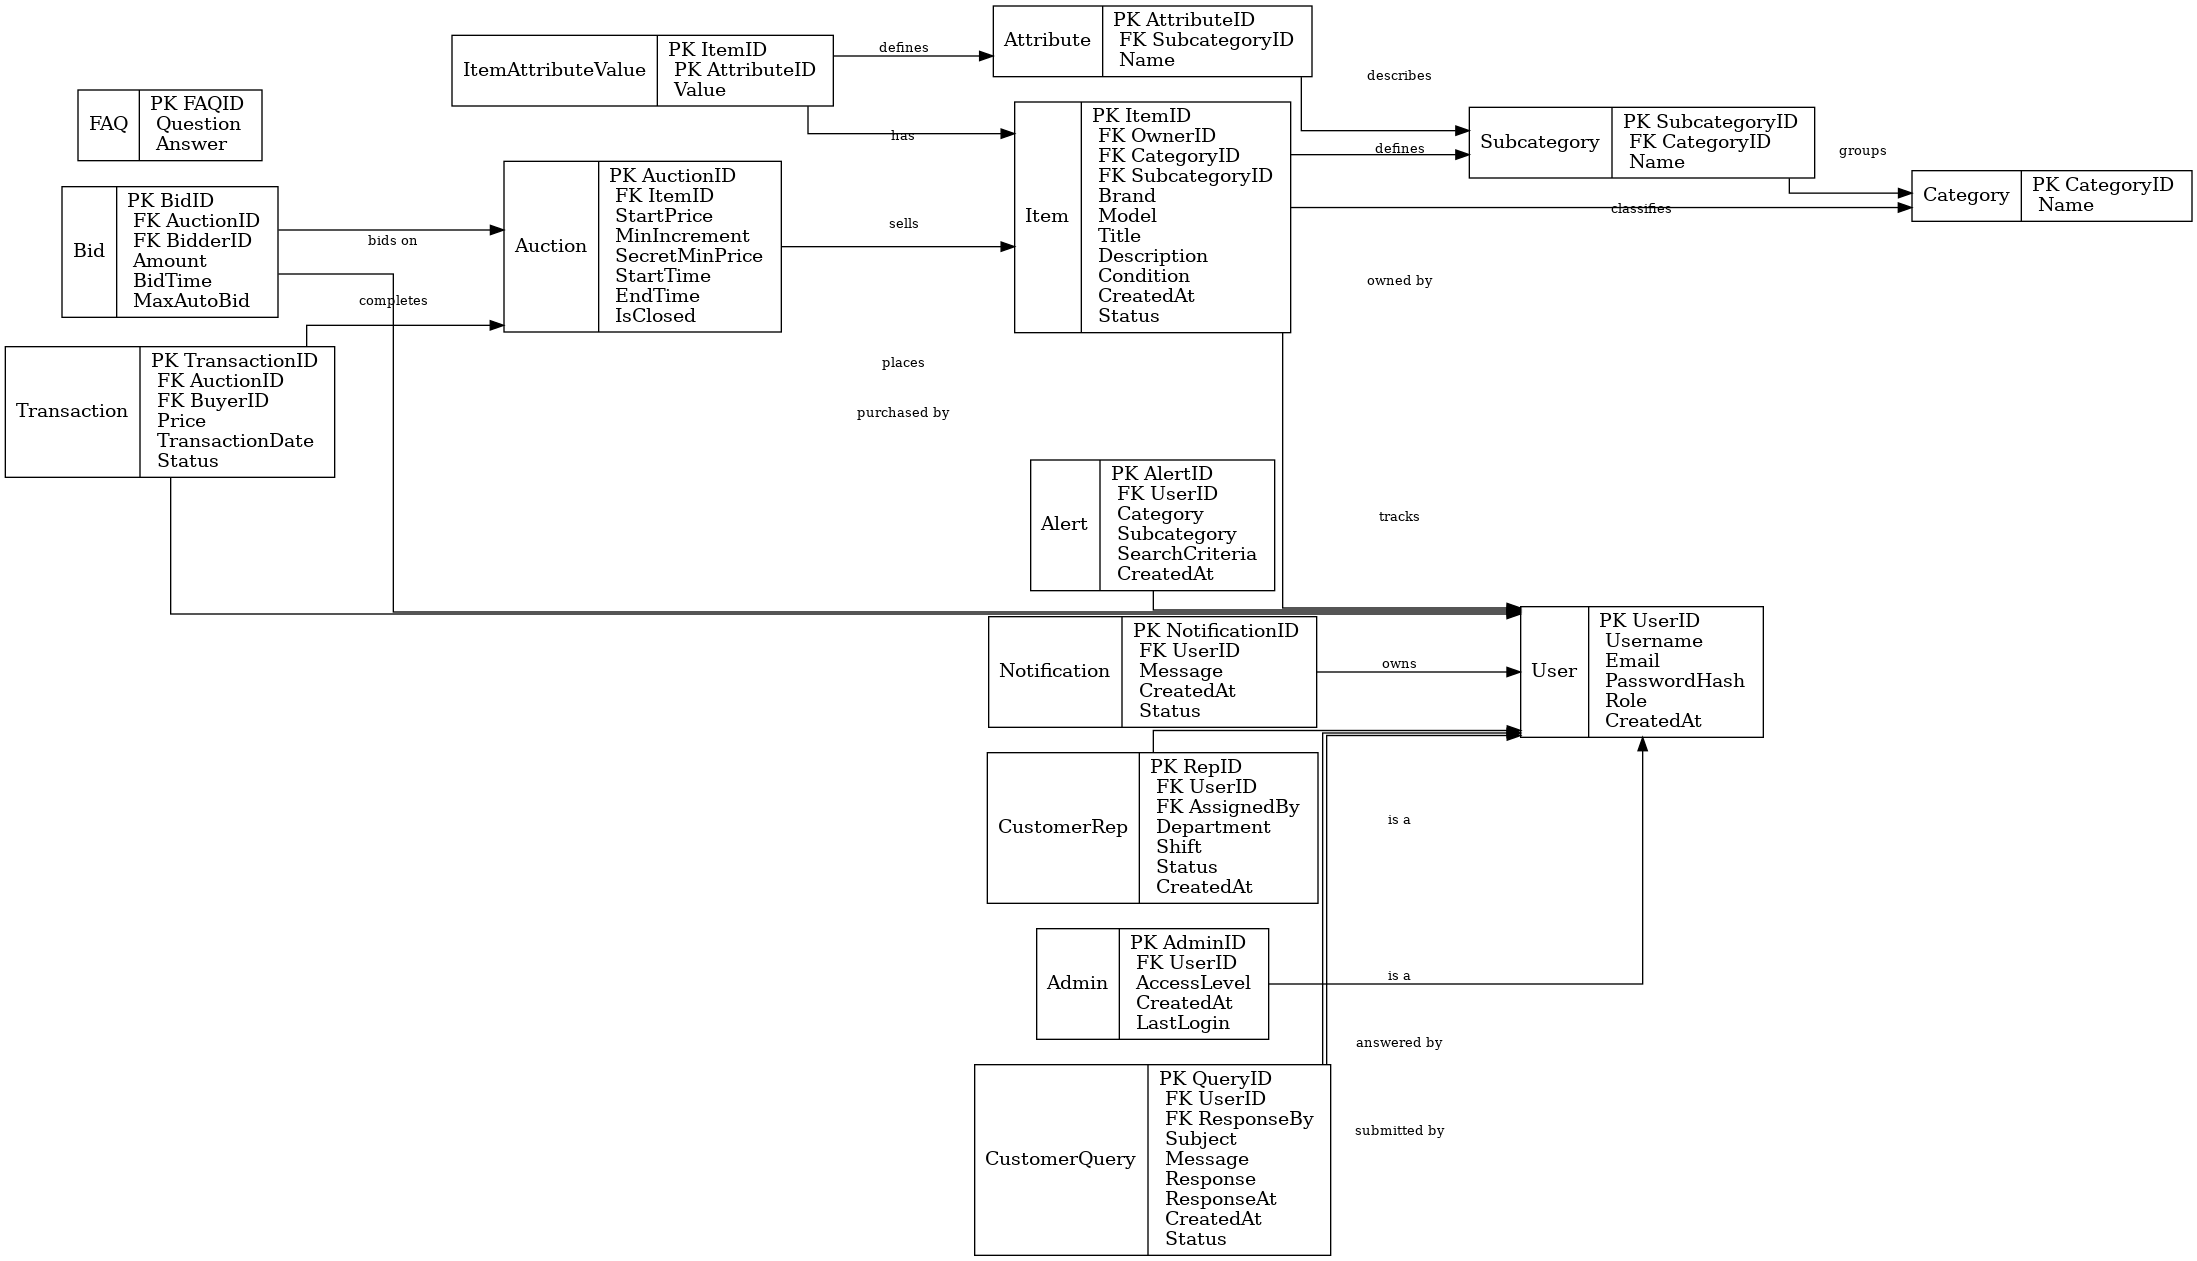 FAQ
PK FAQID
Question
Answer
Bid
PK BidID
FK AuctionID
FK BidderID
Amount
BidTime
MaxAutoBid
Transaction
PK TransactionID
FK AuctionID
FK BuyerID
Price
TransactionDate
Status
bids on
completes
ItemAttributeValue
PK ItemID
PK AttributeID
Value
Auction
PK AuctionID
FK ItemID
StartPrice
MinIncrement
SecretMinPrice
StartTime
EndTime
IsClosed
defines
has
sells
places
purchased by
Attribute
PK AttributeID
FK SubcategoryID
Name
Item
PK ItemID
FK OwnerID
FK CategoryID
FK SubcategoryID
Brand
Model
Title
Description
Condition
CreatedAt
Status
Alert
PK AlertID
FK UserID
Category
Subcategory
SearchCriteria
CreatedAt
Notification
PK NotificationID
FK UserID
Message
CreatedAt
Status
CustomerRep
PK RepID
FK UserID
FK AssignedBy
Department
Shift
Status
CreatedAt
Admin
PK AdminID
FK UserID
AccessLevel
CreatedAt
LastLogin
CustomerQuery
PK QueryID
FK UserID
FK ResponseBy
Subject
Message
Response
ResponseAt
CreatedAt
Status
describes
defines
owned by
tracks
owns
is a
is a
answered by
submitted by
Subcategory
PK SubcategoryID
FK CategoryID
Name
classifies
User
PK UserID
Username
Email
PasswordHash
Role
CreatedAt
groups
Category
PK CategoryID
Name